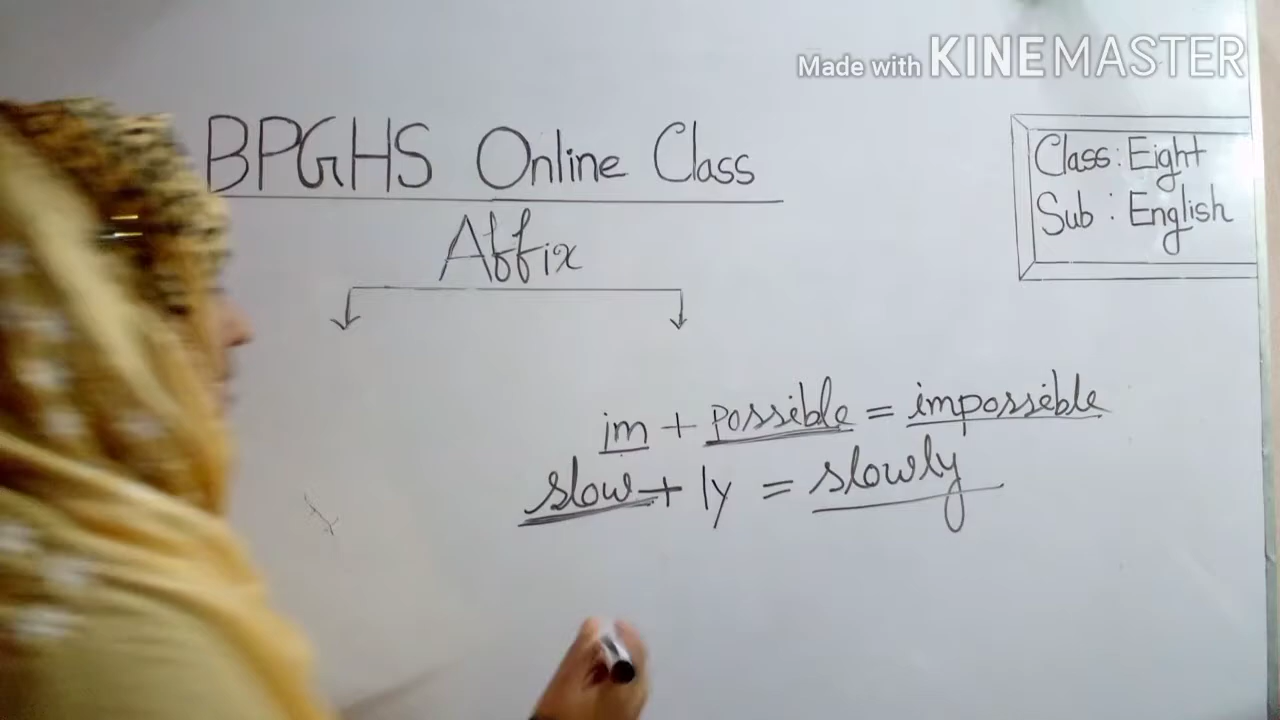 Made with KINEMASTER
BPGHS Online Class
Class: Eight
Sub : English
Affix
im + possible = impossible
slow + ly = slowly